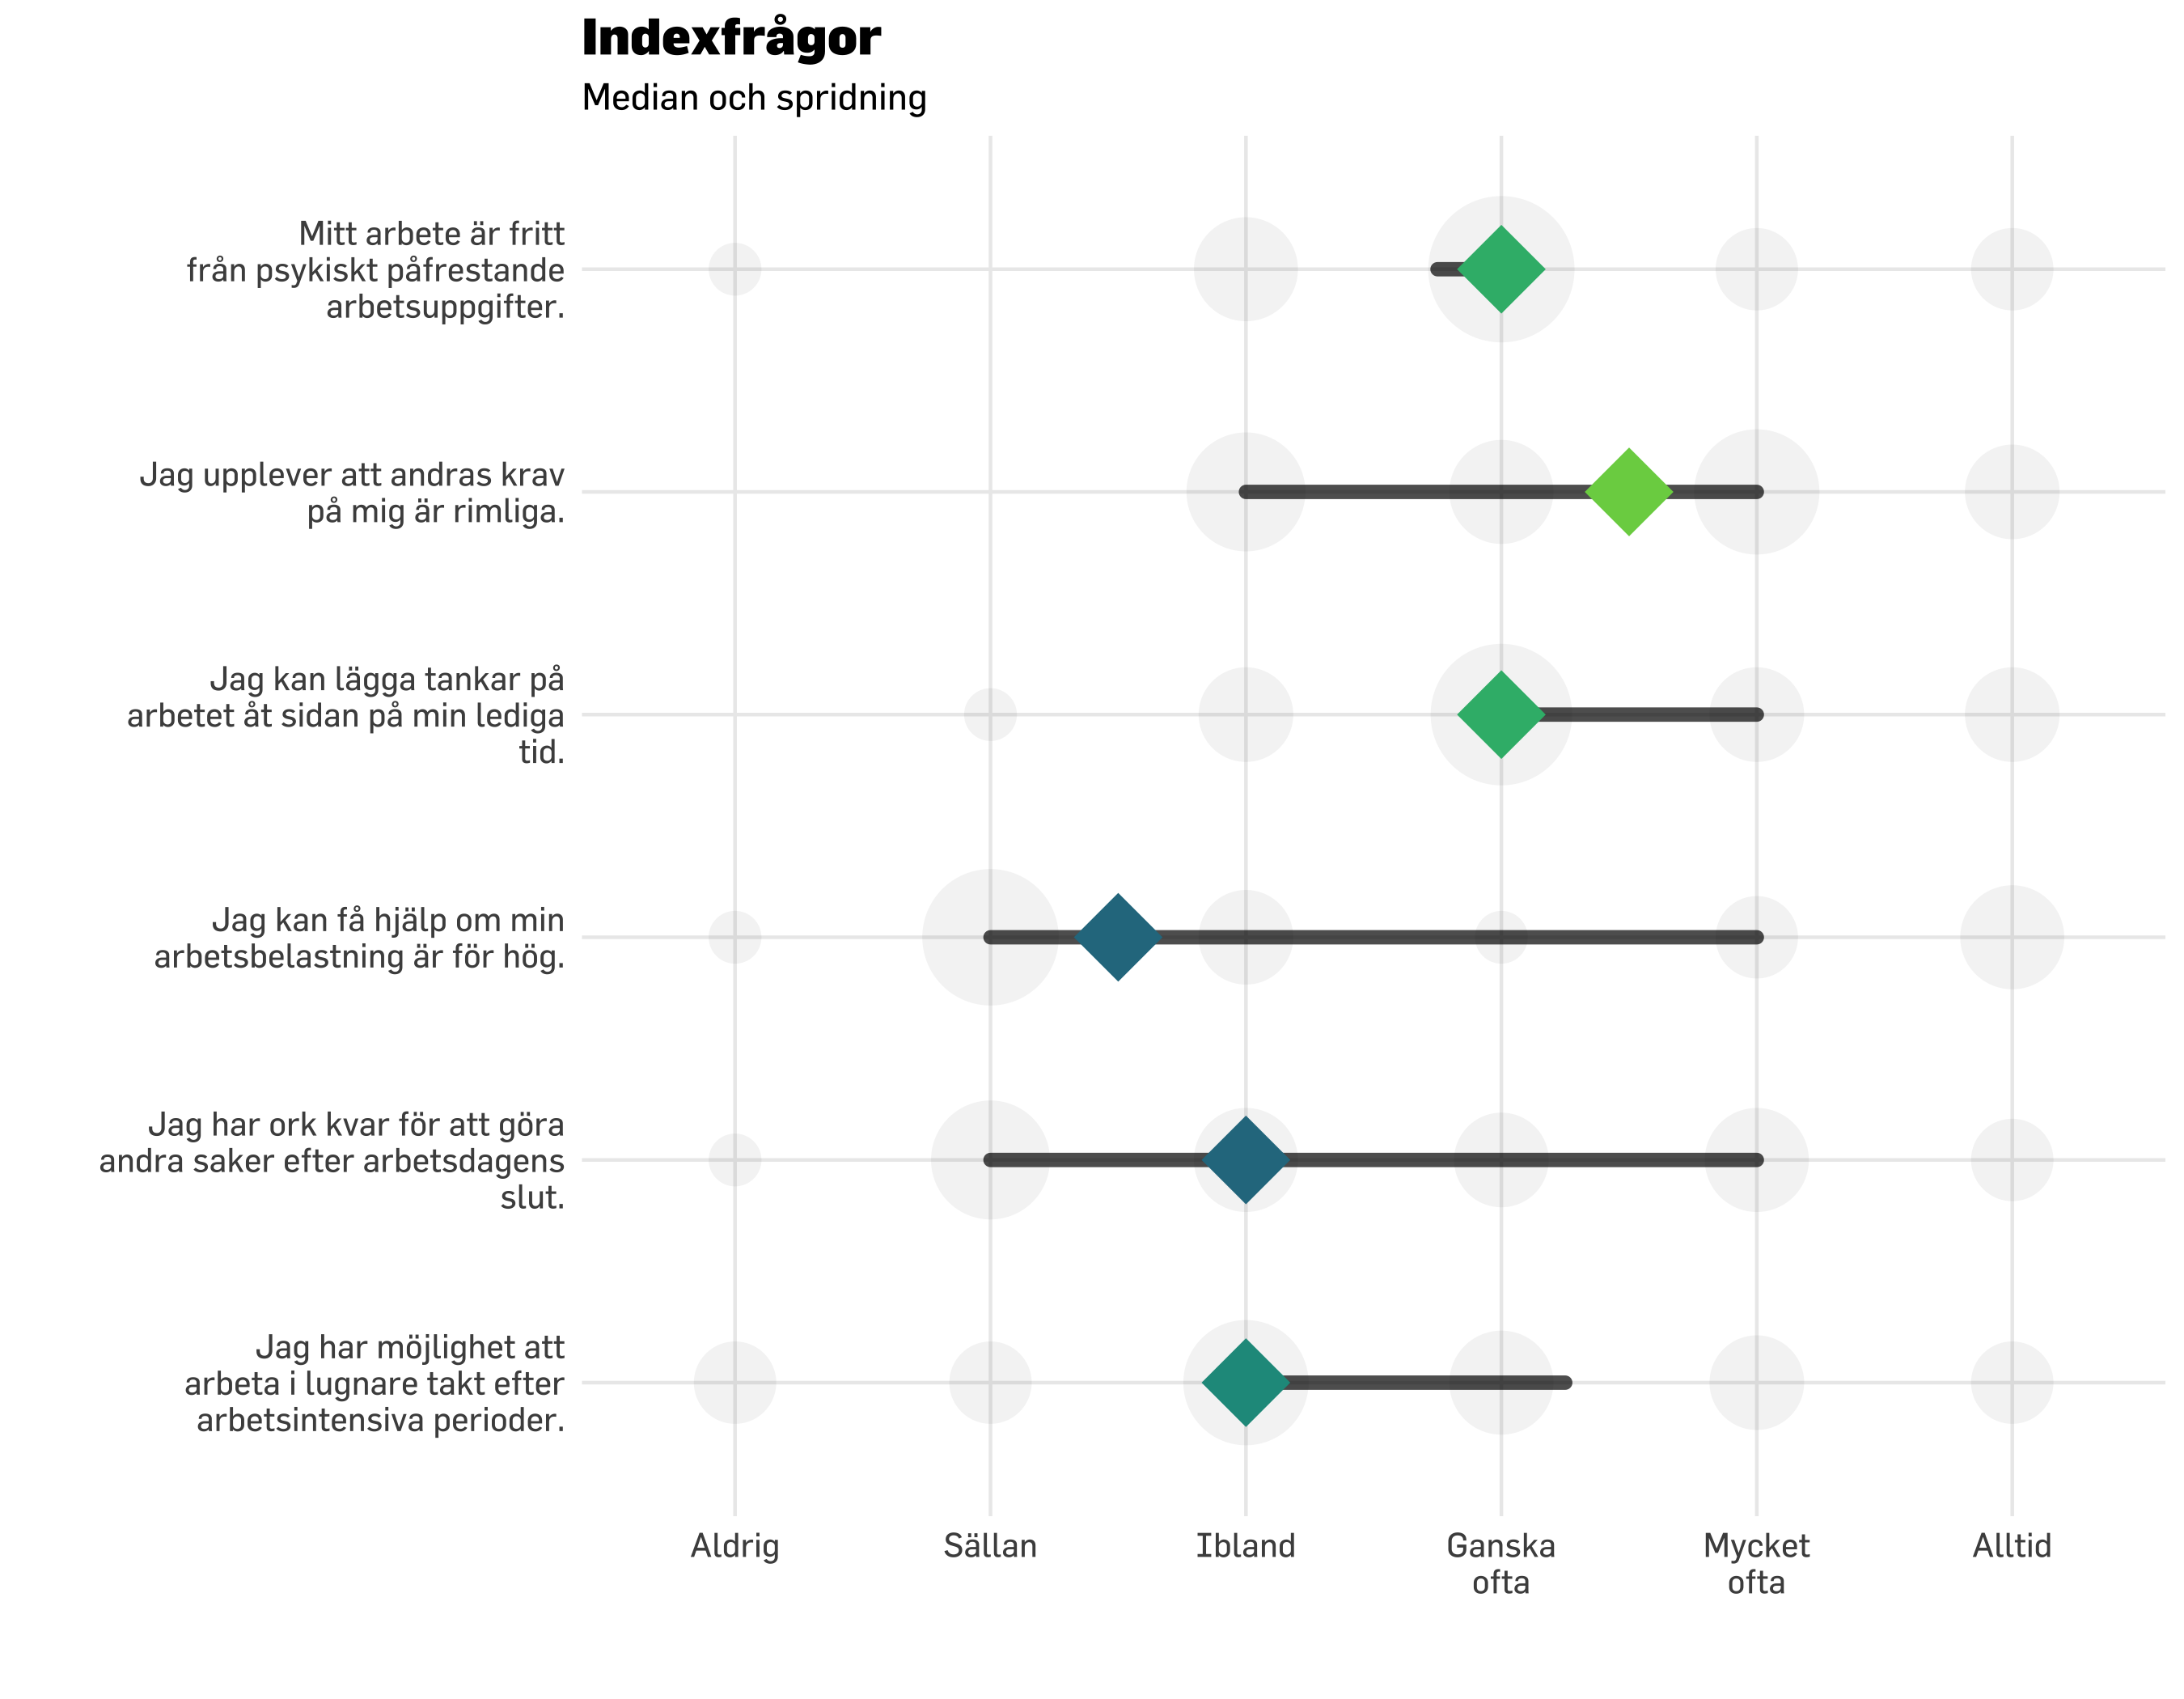 Indexfrågor
Median och spridning
Mitt arbete är fritt
från psykiskt påfrestande
arbetsuppgifter.
Jag upplever att andras krav
på mig är rimliga.
Jag kan lägga tankar på
arbetet åt sidan på min lediga
tid.
Jag kan få hjälp om min
arbetsbelastning är för hög.
Jag har ork kvar för att göra
andra saker efter arbetsdagens
slut.
Jag har möjlighet att
arbeta i lugnare takt efter
arbetsintensiva perioder.
Aldrig Sällan Ibland Ganska Mycket Alltid
ofta ofta